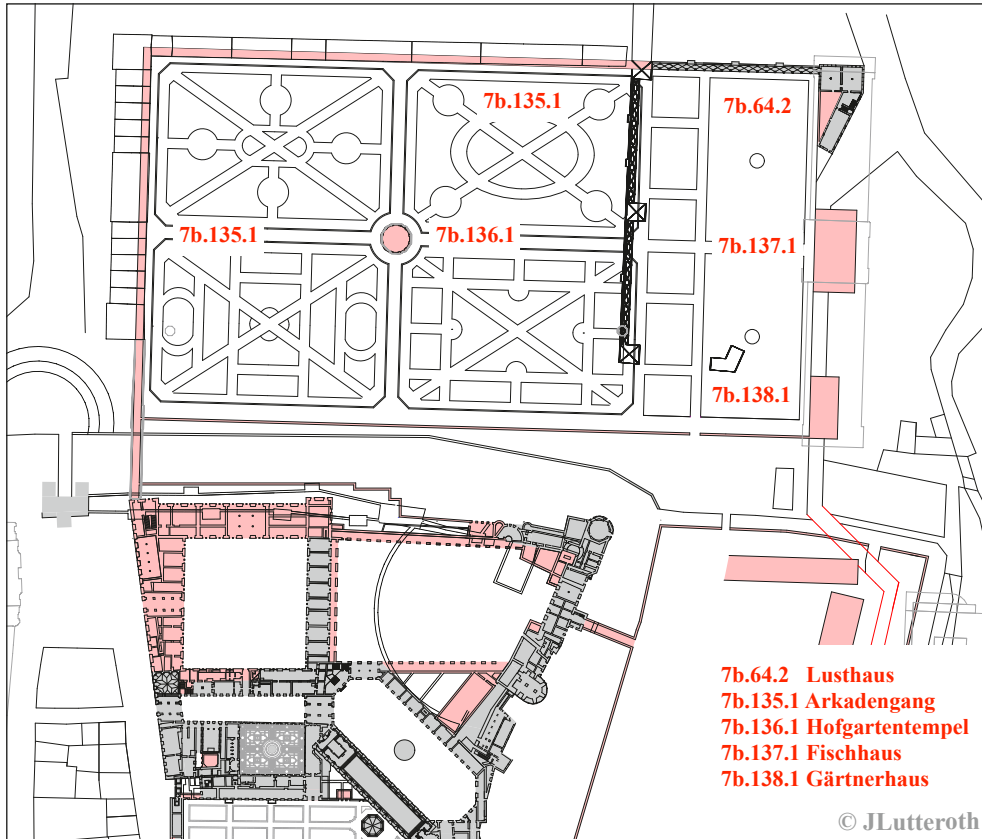 7b.135.1
7b.64.2
7b.135.1
7b.136.1
7b.137.1
7b.138.1
7b.64.2 Lusthaus
7b.135.1 Arkadengang
7b.136.1 Hofgartentempel
7b.137.1 Fischhaus
7b.138.1 Gärtnerhaus
© JLutteroth